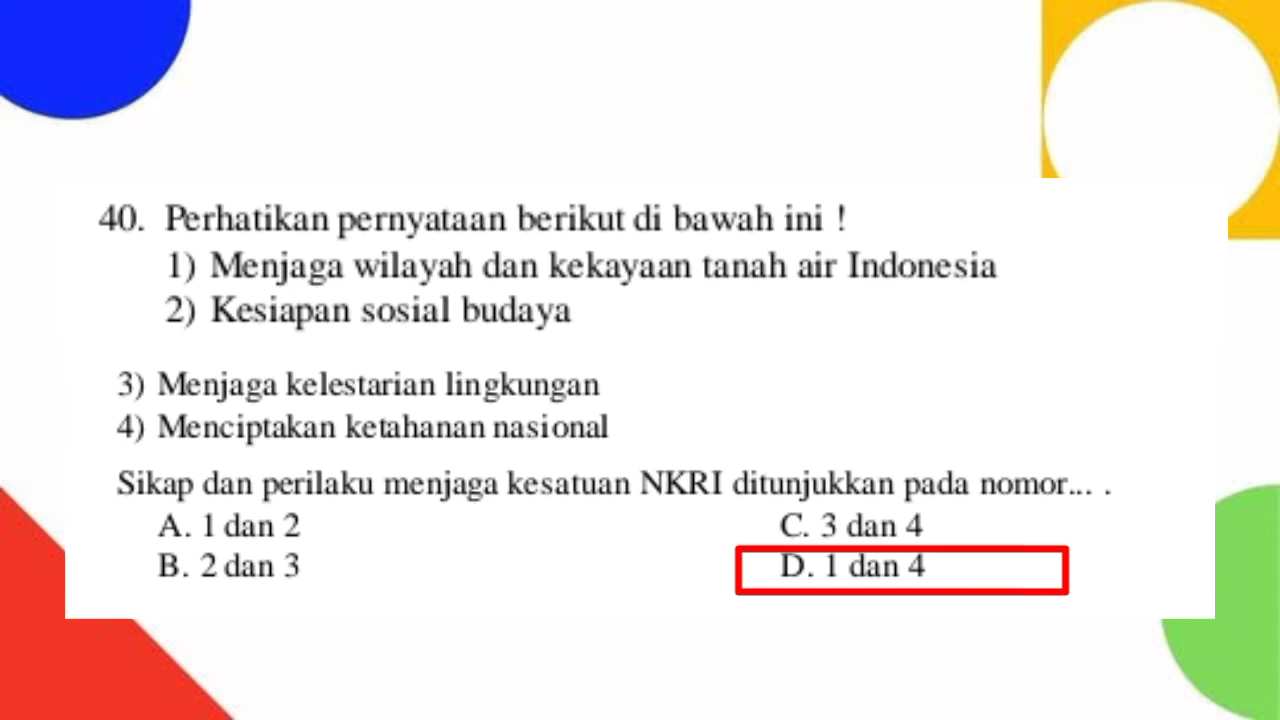 40. Perhatikan pernyataan berikut di bawah ini !
1) Menjaga wilayah dan kekayaan tanah air Indonesia
2) Kesiapan sosial budaya
3) Menjaga kelestarian lingkungan
4) Menciptakan ketahanan nasional
Sikap dan perilaku menjaga kesatuan NKRI ditunjukkan pada nomor... .
A. 1 dan 2
B. 2 dan 3
C. 3 dan 4
D. 1 dan 4